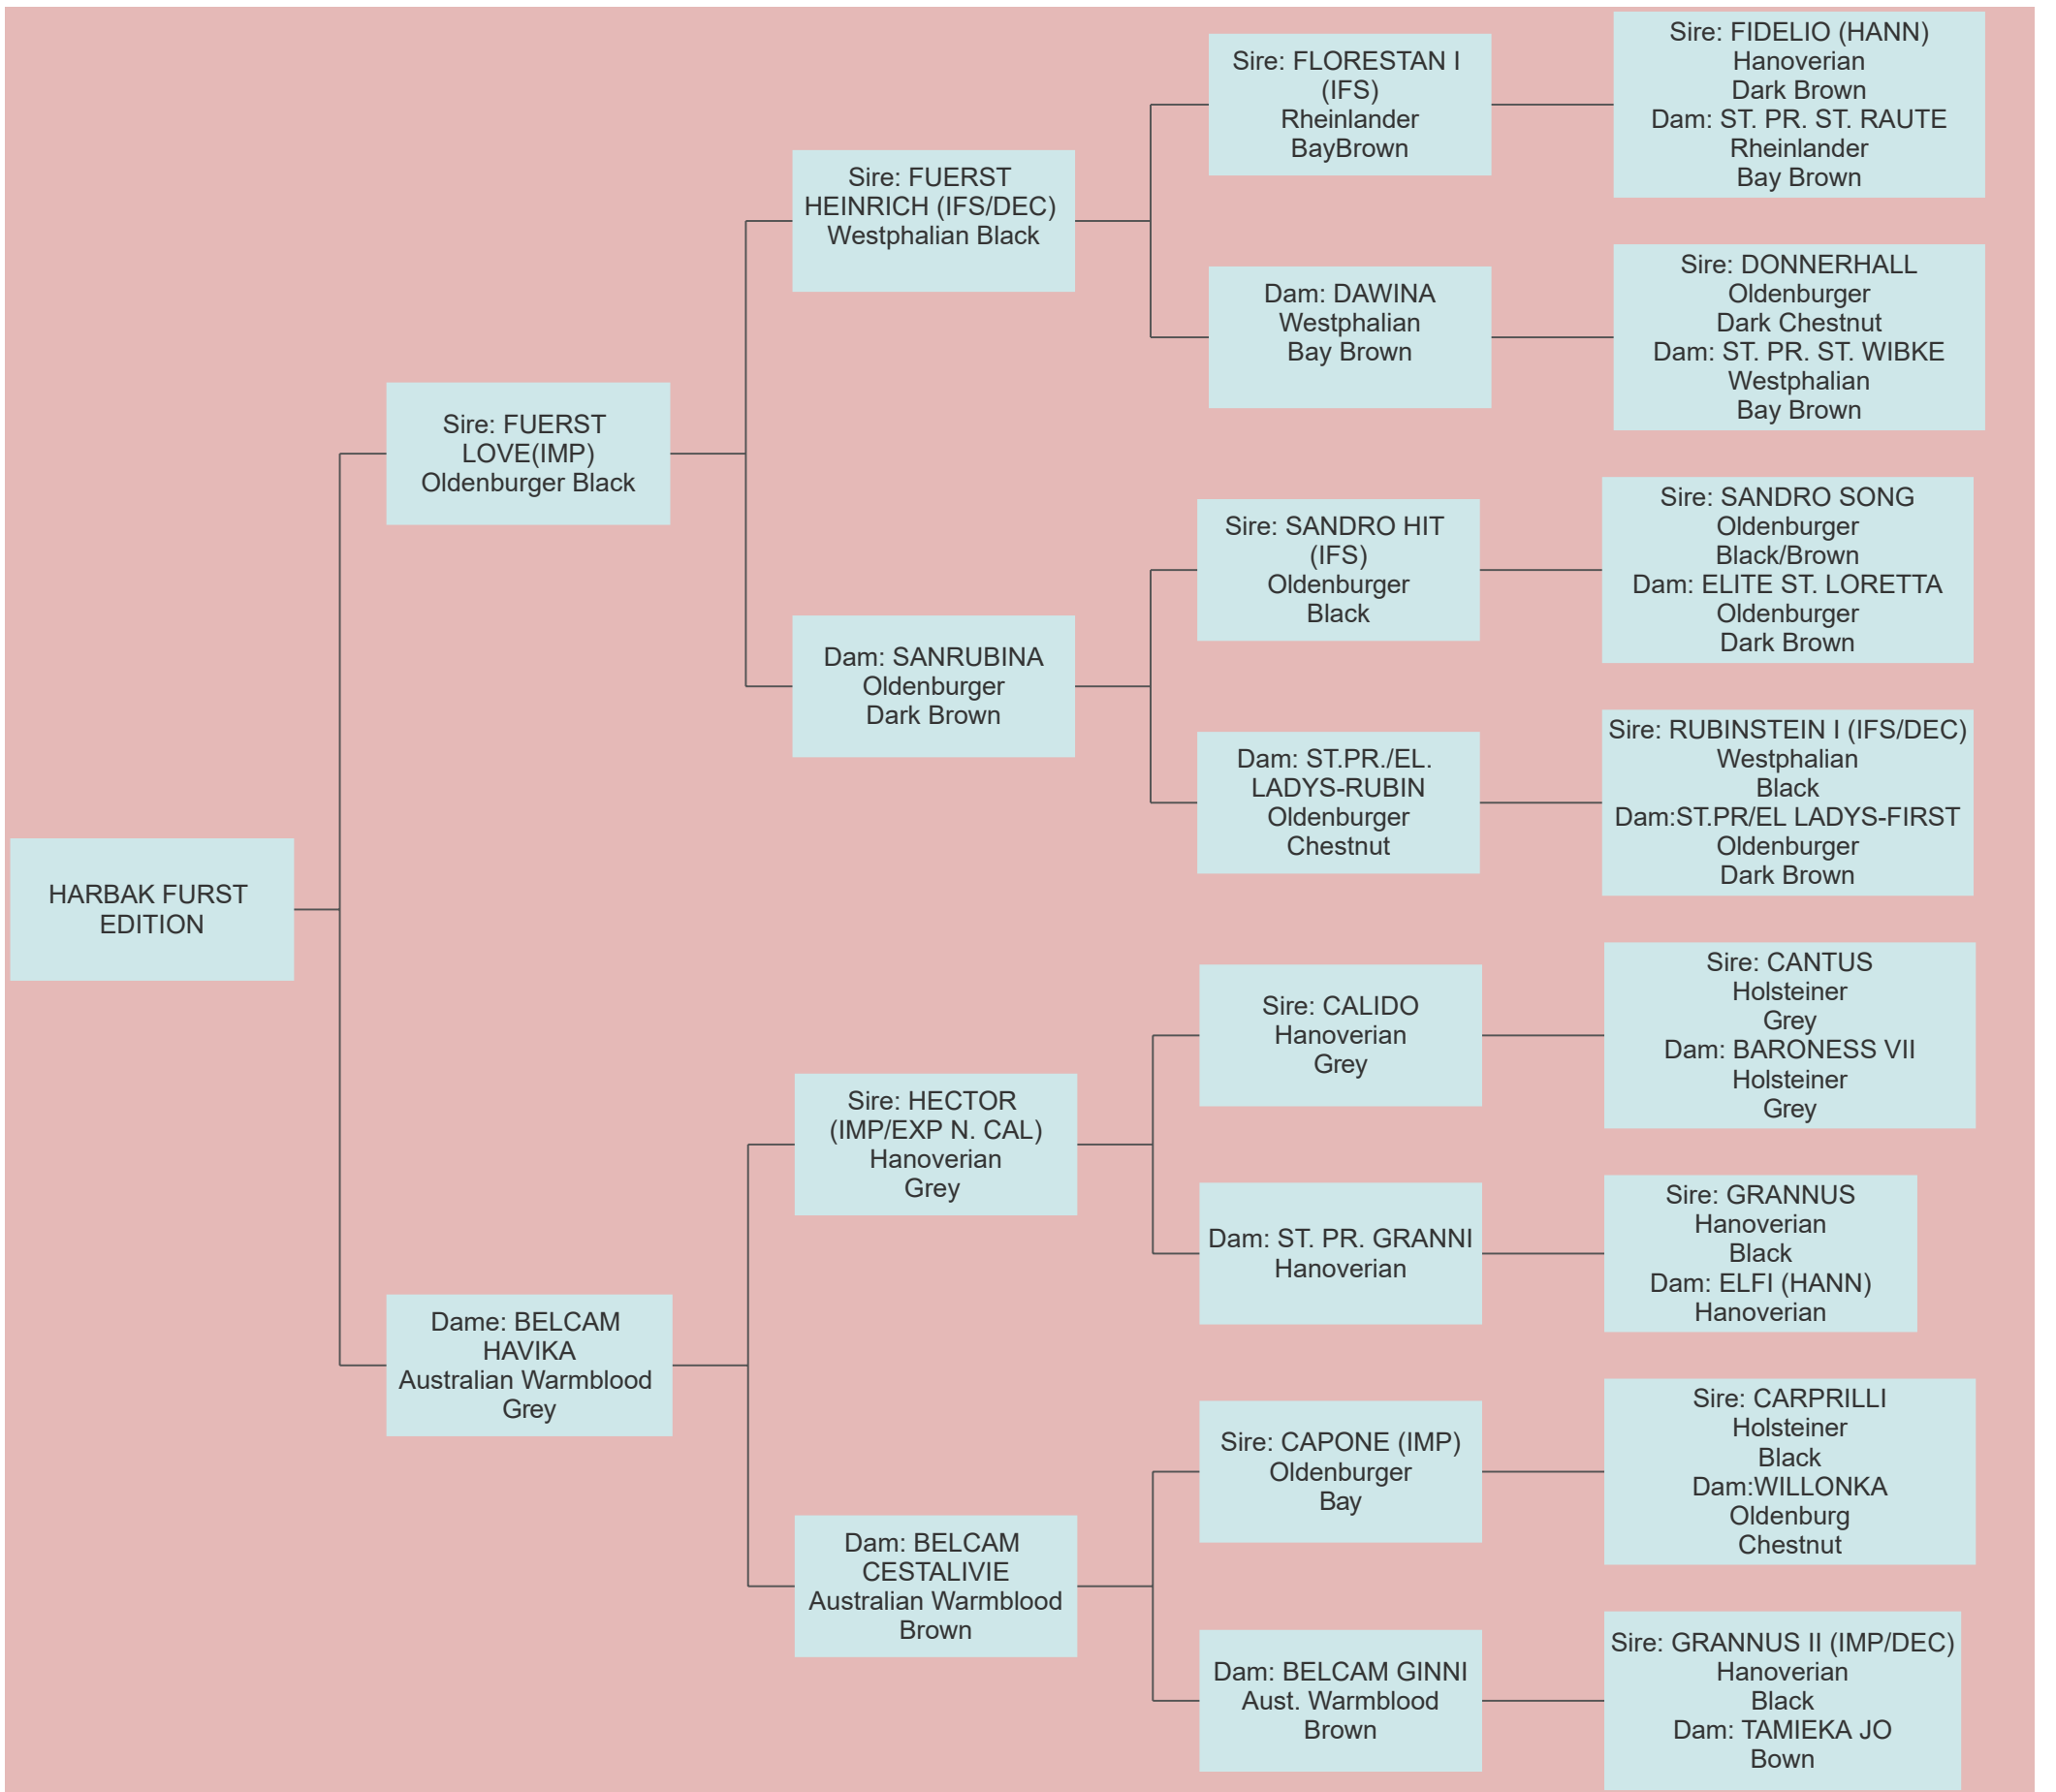 HARBAK FURST
EDITION
Sire: FUERST
LOVE(IMP)
Oldenburger Black
Dame: BELCAM
HAVIKA
Australian Warmblood
Grey
Sire: FUERST
HEINRICH (IFS/DEC)
Westphalian Black
Dam: SANRUBINA
Oldenburger
Dark Brown
Sire: HECTOR
(IMP/EXP N. CAL)
Hanoverian
Grey
Dam: BELCAM
CESTALIVIE
Australian Warmblood
Brown
Sire: FLORESTAN I
(IFS)
Rheinlander
BayBrown
Dam: DAWINA
Westphalian
Bay Brown
Sire: SANDRO HIT
(IFS)
Oldenburger
Black
Dam: ST.PR./EL.
LADYS-RUBIN
Oldenburger
Chestnut
Sire: CALIDO
Hanoverian
Grey
Dam: ST. PR. GRANNI
Hanoverian
Sire: CAPONE (IMP)
Oldenburger
Bay
Dam: BELCAM GINNI
Aust. Warmblood
Brown
Sire: FIDELIO (HANN)
Hanoverian
Dark Brown
Dam: ST. PR. ST. RAUTE
Rheinlander
Bay Brown
Sire: DONNERHALL
Oldenburger
Dark Chestnut
Dam: ST. PR. ST. WIBKE
Westphalian
Bay Brown
Sire: SANDRO SONG
Oldenburger
Black/Brown
Dam: ELITE ST. LORETTA
Oldenburger
Dark Brown
Sire: RUBINSTEIN I (IFS/DEC)
Westphalian
Black
Dam:ST.PR/EL LADYS-FIRST
Oldenburger
Dark Brown
Sire: CANTUS
Holsteiner
Grey
Dam: BARONESS VII
Holsteiner
Grey
Sire: GRANNUS
Hanoverian
Black
Dam: ELFI (HANN)
Hanoverian
Sire: CARPRILLI
Holsteiner
Black
Dam:WILLONKA
Oldenburg
Chestnut
Sire: GRANNUS II (IMP/DEC)
Hanoverian
Black
Dam: TAMIEKA JO
Bown